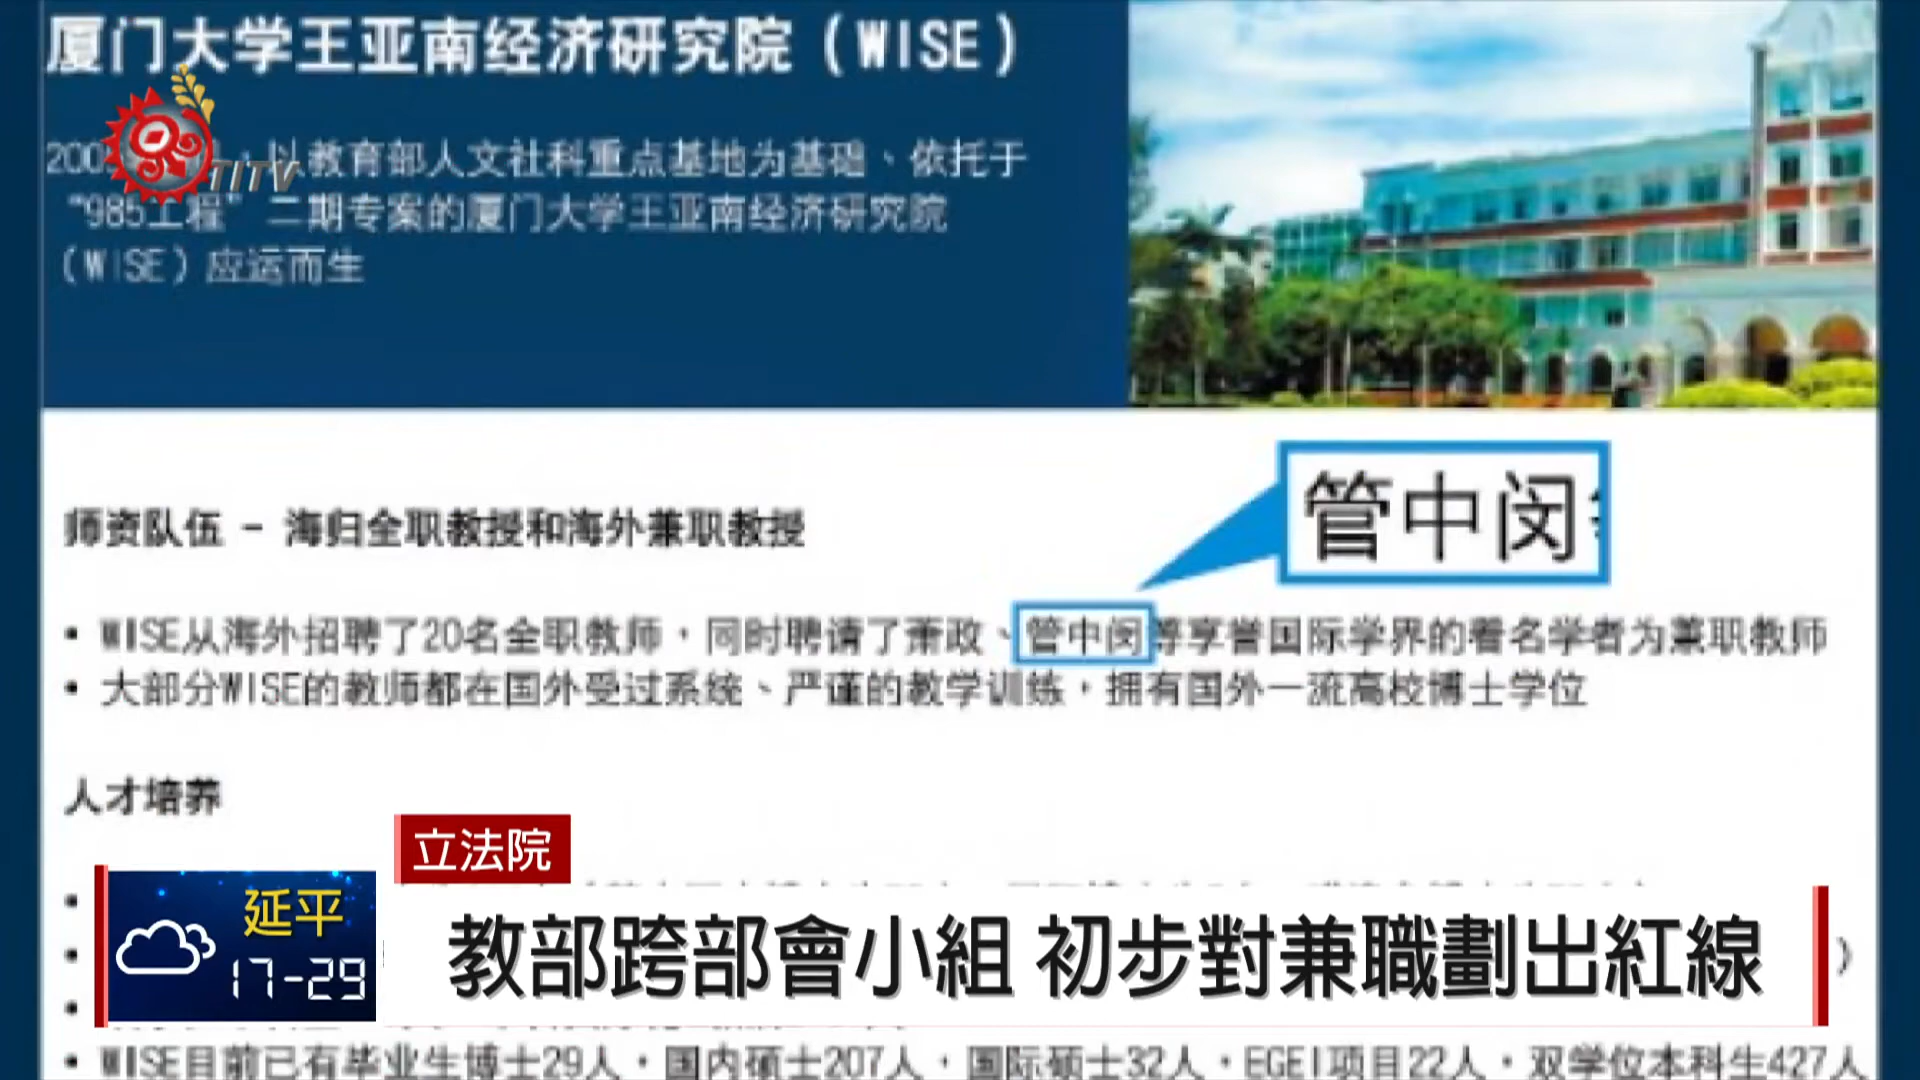 厦门大学王亚南经济研究院（WISE）
以教育部人文社科重点基地为基础、依托于
TITV
“985工程”二期专案的厦门大学王亚南经济研究院
（WISE）应运而生
管中闵
师资队伍 - 海归全职教授和海外兼职教授
• WISE从海外招聘了20名全职教师，同时聘请了萧政、管中闵等享誉国际学界的著名学者为兼职教师
• 大部分WISE的教师都在国外受过系统、严谨的教学训练，拥有国外一流高校博士学位
人才培养
立法院
延平
17-29
教部跨部會小組 初步對兼職劃出紅線
• WISE目前已有毕业生博士29人，国内硕士207人，国际硕士32人，EGEI项目22人，双学位本科生427人